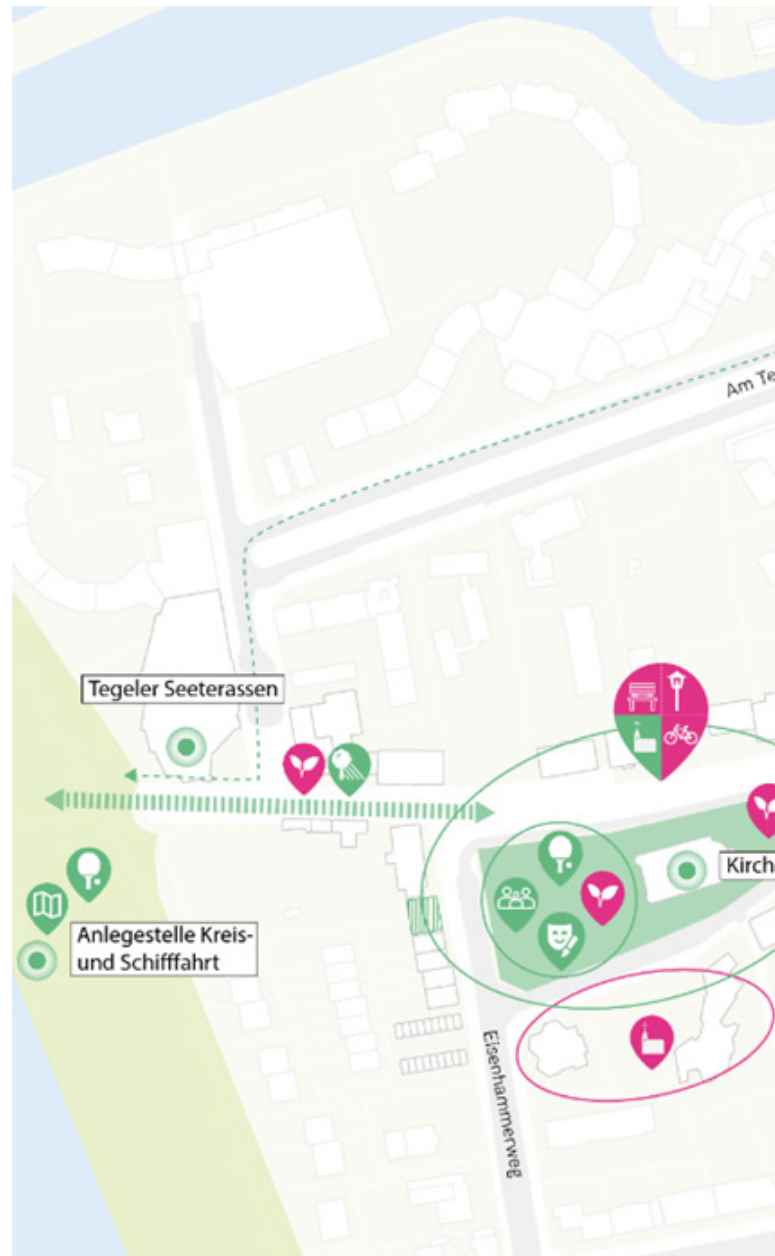 Am Te
Tegeler Seeterassen
Kirch
Anlegestelle Kreis-
und Schifffahrt
Eisenhammerweg